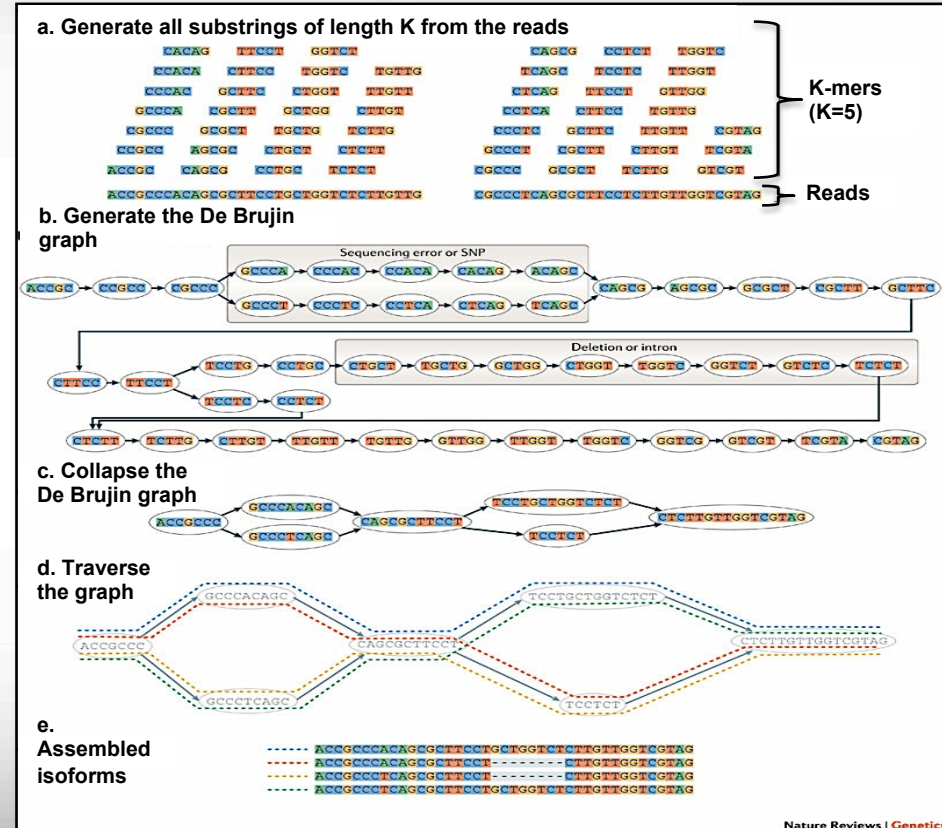 a. Generate all substrings of length K from the reads
CACAG TTCCT GGTCT CAGCG CCTCT TGGTC
CCACA CTTCC TGGTC TGTTG TCAGC TCCTC TTGGT
CCCAC GCTTC CTGGT TTGTT CTCAG TTCCT GTTGG
GCCCA CGCTT GCTGG CTTGT CCTCA CTTCC TGTTG
CGCCC GCGCT TGCTG TCTTG CCCTC GCTTC TTGTT CGTAG
CCGCC AGCGC CTGCT CTCTT GCCCT CGCTT CTTGT TCGTA
ACCGC CAGCG CCTGC TCTCT CGCCC GCGCT TCTTG GTCGT
K-mers
(K=5)
ACCGCCCACAGCGCTTCCTGCTGGTCTCTTGTTG CGCCCTCAGCGCTTCCTCTTGTTGGTCGTAG
Reads
b. Generate the De Brujin
graph
Sequencing error or SNP
GCCCA CCCAC CCACA CACAG ACAGC
ACCGC CCGCC CGCCC CAGCG AGCGC GCGCT CGCTT GCTTC
GCCCT CCCTC CCTCA CTCAG TCAGC
Deletion or intron
TCCTG CCTGC CTGCT TGCTG GCTGG CTGGT TGGTC GGTCT GTCTC TCTCT
CTTCC TTCCT
TCCTC CCTCT
CTCTT TCTTG CTTGT TTGTT TGTTG GTTGG TTGGT TGGTC GGTCG GTCGT TCGTA CGTAG
c. Collapse the
De Brujin graph
GCCCACAGC TCCTGCTGGTCTCT
ACCGCCC CAGCGCTTCCT CTCTTGTTGGTCGTAG
GCCCTCAGC TCCTCT
d. Traverse
the graph
GCCCACAGC TCCTGCTGGTCTCT
ACCGCCC CAGCGCTTCCT CTCTTGTTGGTCGTAG
GCCCTCAGC TCCTCT
e.
Assembled
isoforms
ACCGCCCACAGCGCTTCCTGCTGGTCTCTTGTTGGTCGTAG
ACCGCCCACAGCGCTTCCT--------CTTGTTGGTCGTAG
ACCGCCCTCAGCGCTTCCT--------CTTGTTGGTCGTAG
ACCGCCCTCAGCGCTTCCTGCTGGTCTCTTGTTGGTCGTAG
Nature Reviews | Genetics